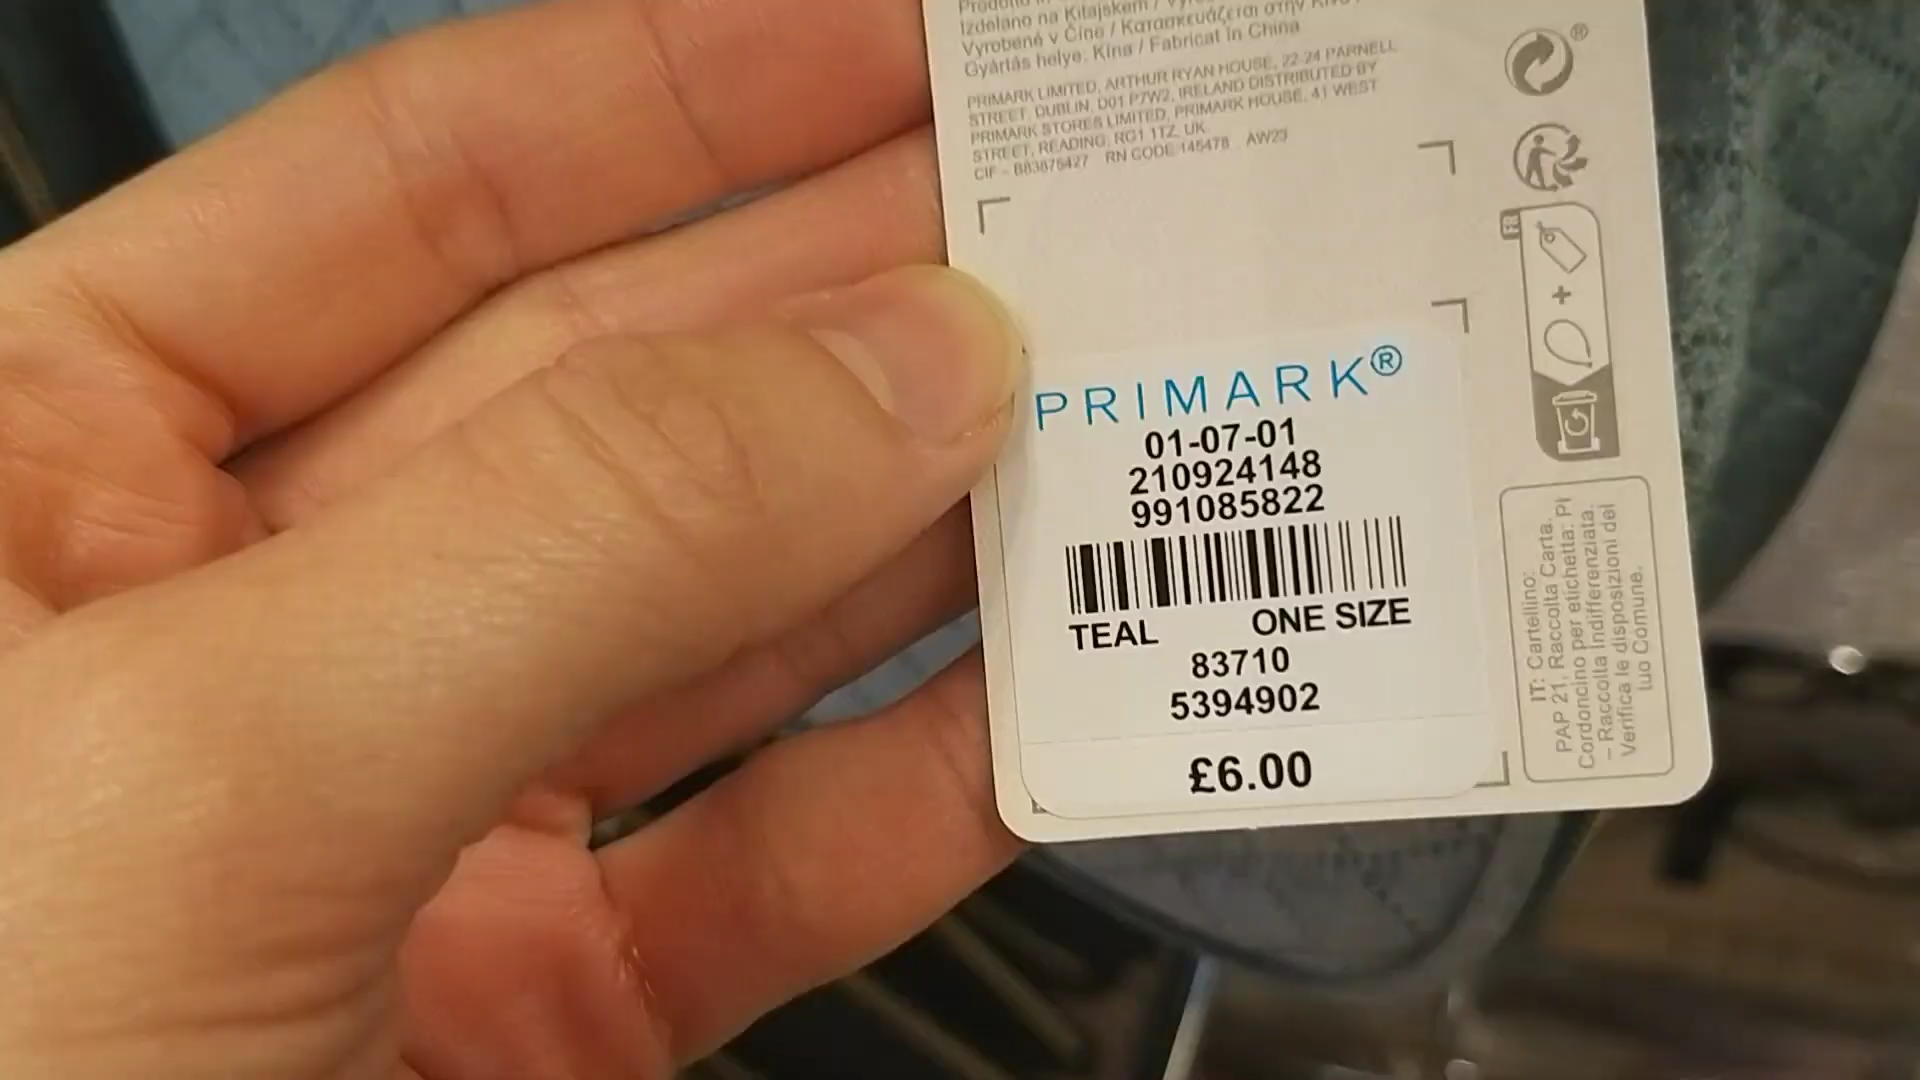 Izdelano na Kitajskem /
Vyrobené v Číne / Κατασκευάζεται στην
Gyártás helye: Kína / Fabricat în China
PRIMARK LIMITED, ARTHUR RYAN HOUSE, 22-24 PARNELL
STREET, DUBLIN, D01 P7W2, IRELAND DISTRIBUTED BY
PRIMARK STORES LIMITED, PRIMARK HOUSE, 41 WEST
STREET, READING, RG1 1TZ, UK
CIF - B83875427 RN CODE 145478 AW23
PRIMARK®
01-07-01
210924148
991085822
TEAL ONE SIZE
83710
5394902
£6.00
®
FR
+
IT: Cartellino:
PAP 21, Raccolta Carta.
Cordoncino per etichetta: PI
– Raccolta Indifferenziata.
Verifica le disposizioni del
tuo Comune.